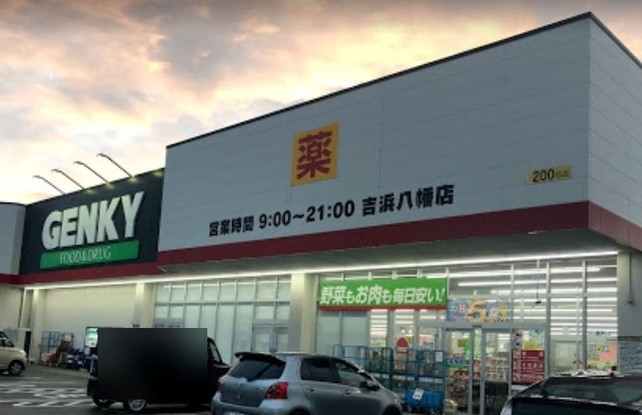 GENKY
FOOD&DRUG
薬
営業時間 9:00~21:00 吉浜八幡店
200
野菜もお肉も毎日安い!